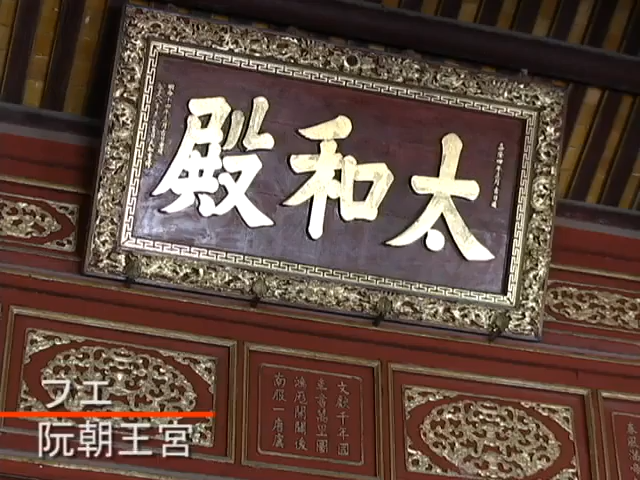 太和殿
文獻千年國
車書萬里圖
鴻厖開闢後
南服一唐虞
フエ
阮朝王宮